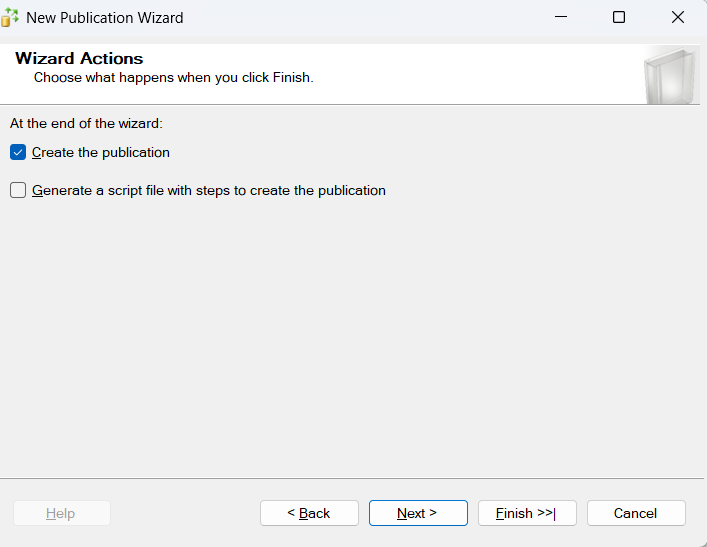 New Publication Wizard
Wizard Actions
Choose what happens when you click Finish.
At the end of the wizard:
Create the publication
Generate a script file with steps to create the publication
Help
< Back
Next >
Finish >>|
Cancel